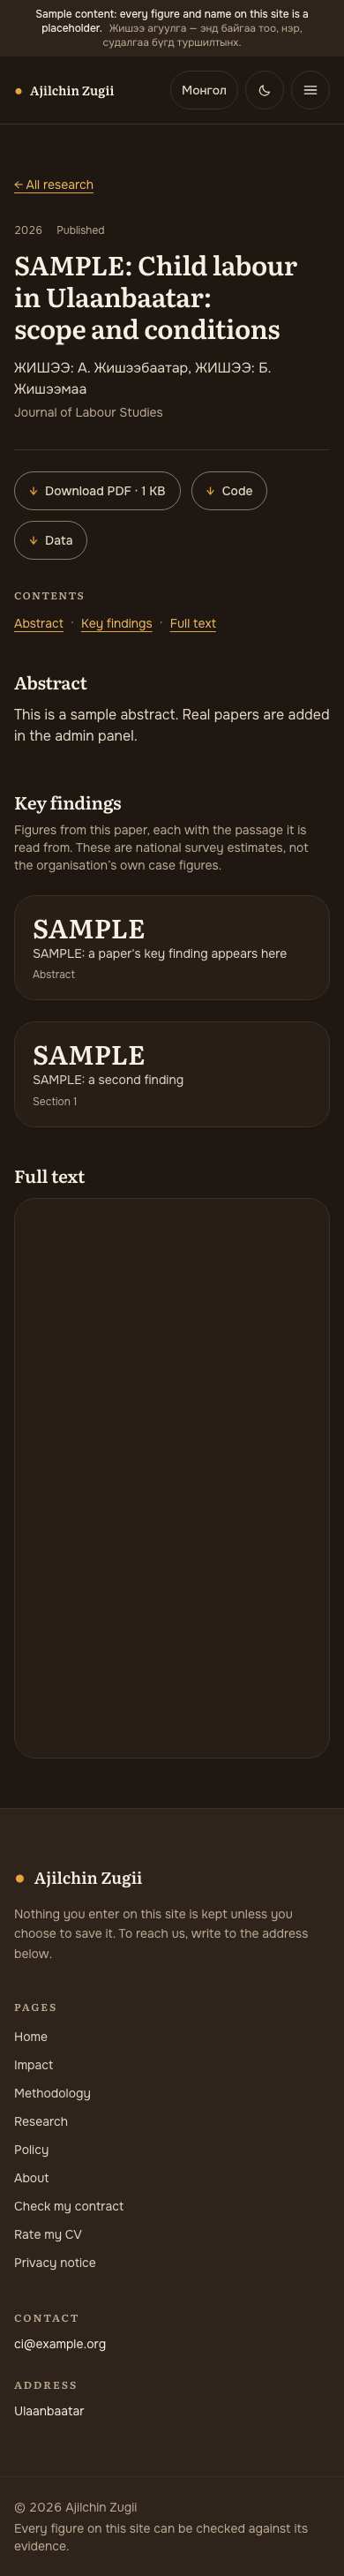 Sample content: every figure and name on this site is a
placeholder. Жишээ агуулга — энд байгаа тоо, нэр,
судалгаа бүгд туршилтынх.
Ajilchin Zugii
Монгол
← All research
2026 Published
SAMPLE: Child labour
in Ulaanbaatar:
scope and conditions
ЖИШЭЭ: А. Жишээбаатар, ЖИШЭЭ: Б.
Жишээмаа
Journal of Labour Studies
↓ Download PDF · 1 KB
↓ Code
↓ Data
CONTENTS
Abstract · Key findings · Full text
Abstract
This is a sample abstract. Real papers are added
in the admin panel.
Key findings
Figures from this paper, each with the passage it is
read from. These are national survey estimates, not
the organisation's own case figures.
SAMPLE
SAMPLE: a paper's key finding appears here
Abstract
SAMPLE
SAMPLE: a second finding
Section 1
Full text
Ajilchin Zugii
Nothing you enter on this site is kept unless you
choose to save it. To reach us, write to the address
below.
PAGES
Home
Impact
Methodology
Research
Policy
About
Check my contract
Rate my CV
Privacy notice
CONTACT
ci@example.org
ADDRESS
Ulaanbaatar
© 2026 Ajilchin Zugii
Every figure on this site can be checked against its
evidence.